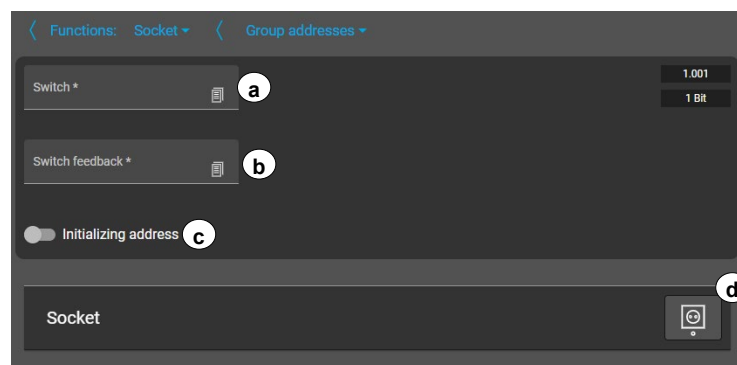 Functions: Socket Group addresses
Switch * a 1.001
1 Bit
Switch feedback * b
Initializing address c
d
Socket